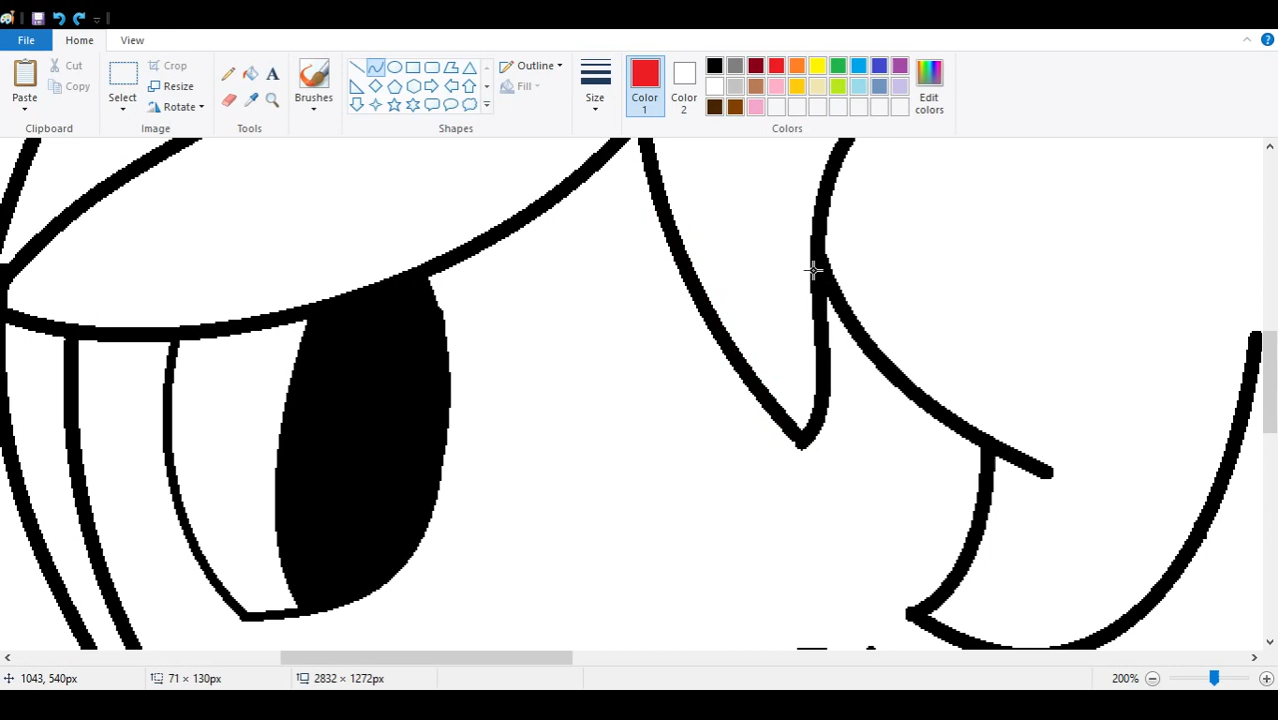 File Home View
Paste Cut Copy Clipboard
Select Crop Resize Rotate Image
A Tools
Brushes
Outline Fill Shapes
Size
Color 1 Color 2 Edit colors Colors
1043, 540px 71 × 130px 2832 × 1272px 200%